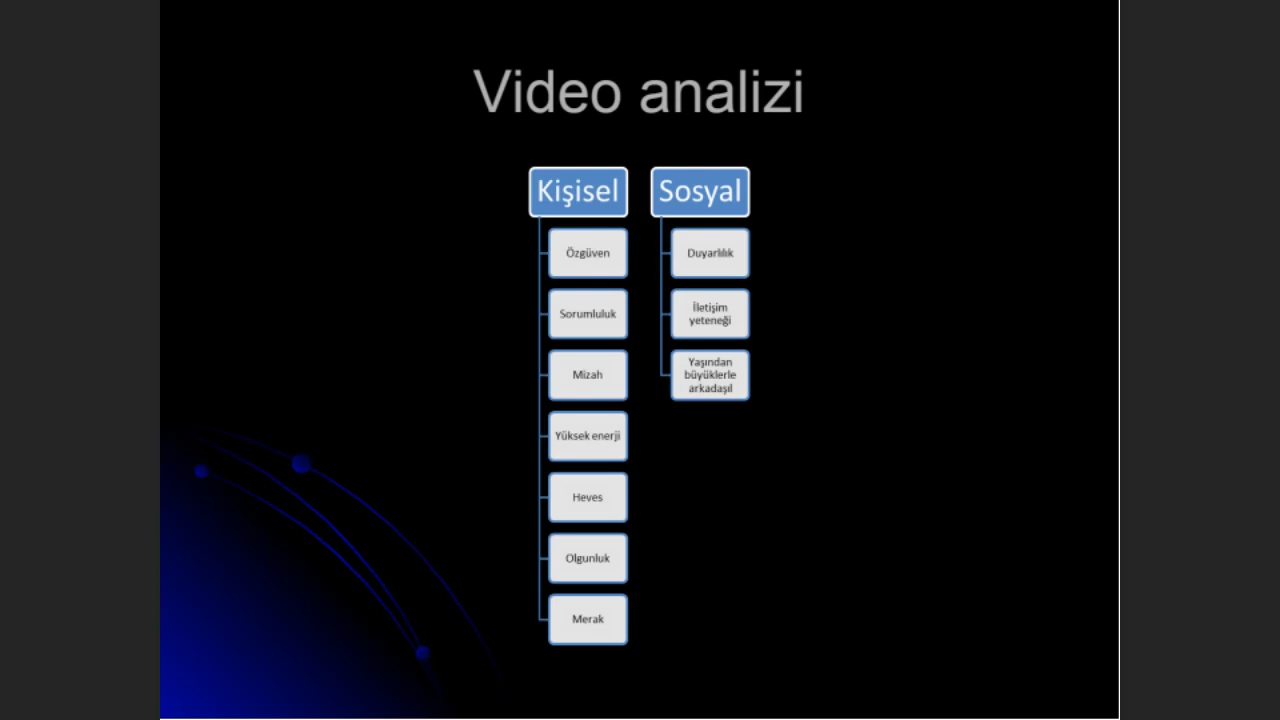 Video analizi
Kişisel
Özgüven
Sorumluluk
Mizah
Yüksek enerji
Heves
Olgunluk
Merak
Sosyal
Duyarlılık
İletişim
yeteneği
Yaşından
büyüklerle
arkadaşıl